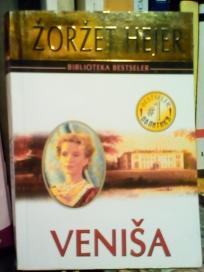 ŽORŽET HEJER
BIBLIOTEKA BESTSELER
VENIŠA